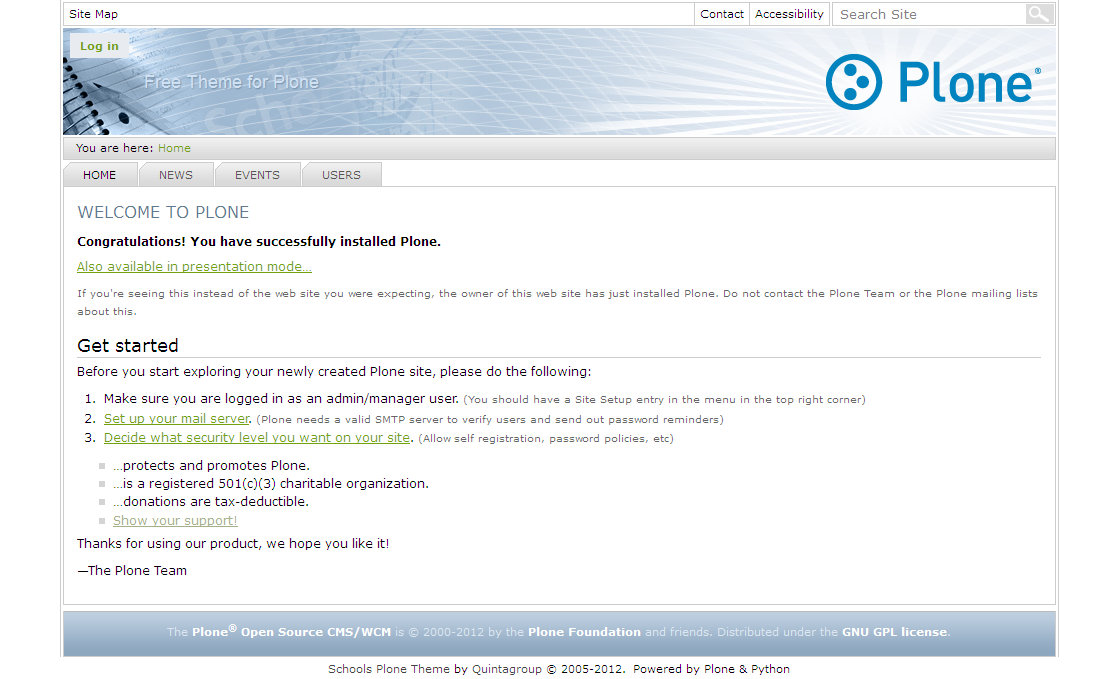 Site Map
Contact
Accessibility
Search Site
Log in
Back
Free Theme for Plone
School
Plone®
You are here: Home
HOME
NEWS
EVENTS
USERS
WELCOME TO PLONE
Congratulations! You have successfully installed Plone.
Also available in presentation mode…
If you're seeing this instead of the web site you were expecting, the owner of this web site has just installed Plone. Do not contact the Plone Team or the Plone mailing lists
about this.
Get started
Before you start exploring your newly created Plone site, please do the following:
1. Make sure you are logged in as an admin/manager user. (You should have a Site Setup entry in the menu in the top right corner)
2. Set up your mail server. (Plone needs a valid SMTP server to verify users and send out password reminders)
3. Decide what security level you want on your site. (Allow self registration, password policies, etc)
…protects and promotes Plone.
…is a registered 501(c)(3) charitable organization.
…donations are tax-deductible.
Show your support!
Thanks for using our product, we hope you like it!
—The Plone Team
The Plone® Open Source CMS/WCM is © 2000-2012 by the Plone Foundation and friends. Distributed under the GNU GPL license.
Schools Plone Theme by Quintagroup © 2005-2012. Powered by Plone & Python